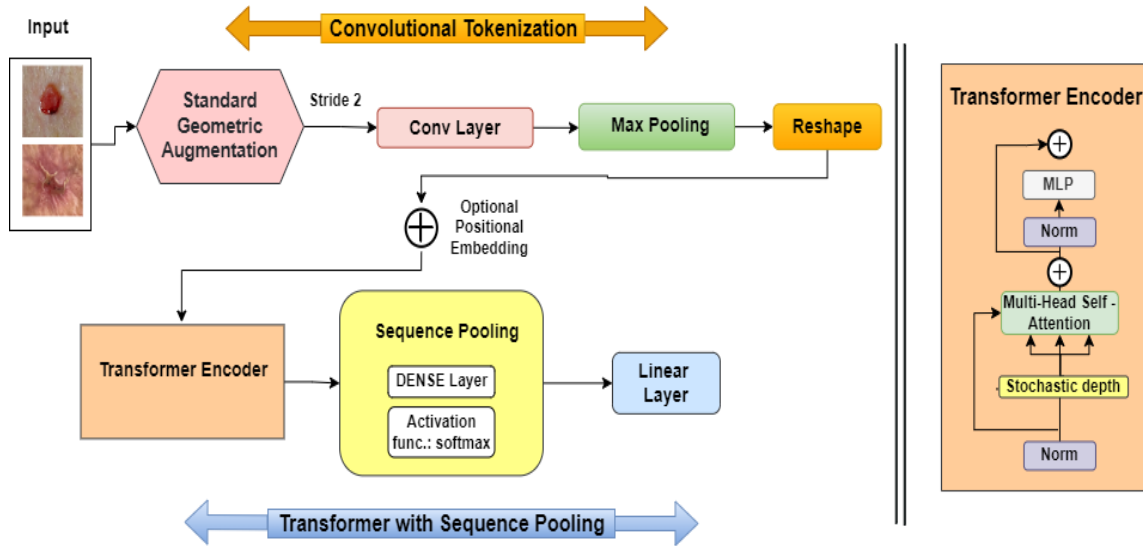 Input
Convolutional Tokenization
Standard
Geometric
Augmentation
Stride 2
Conv Layer
Max Pooling
Reshape
Optional
Positional
Embedding
Transformer Encoder
Sequence Pooling
DENSE Layer
Activation
func.: softmax
Linear
Layer
Transformer with Sequence Pooling
Transformer Encoder
MLP
Norm
Multi-Head Self -
Attention
Stochastic depth
Norm